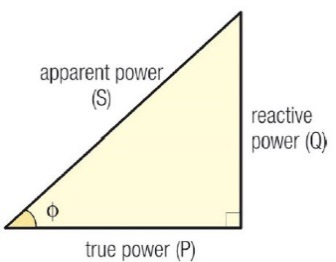 apparent power
(S)
reactive
power (Q)
ϕ
true power (P)